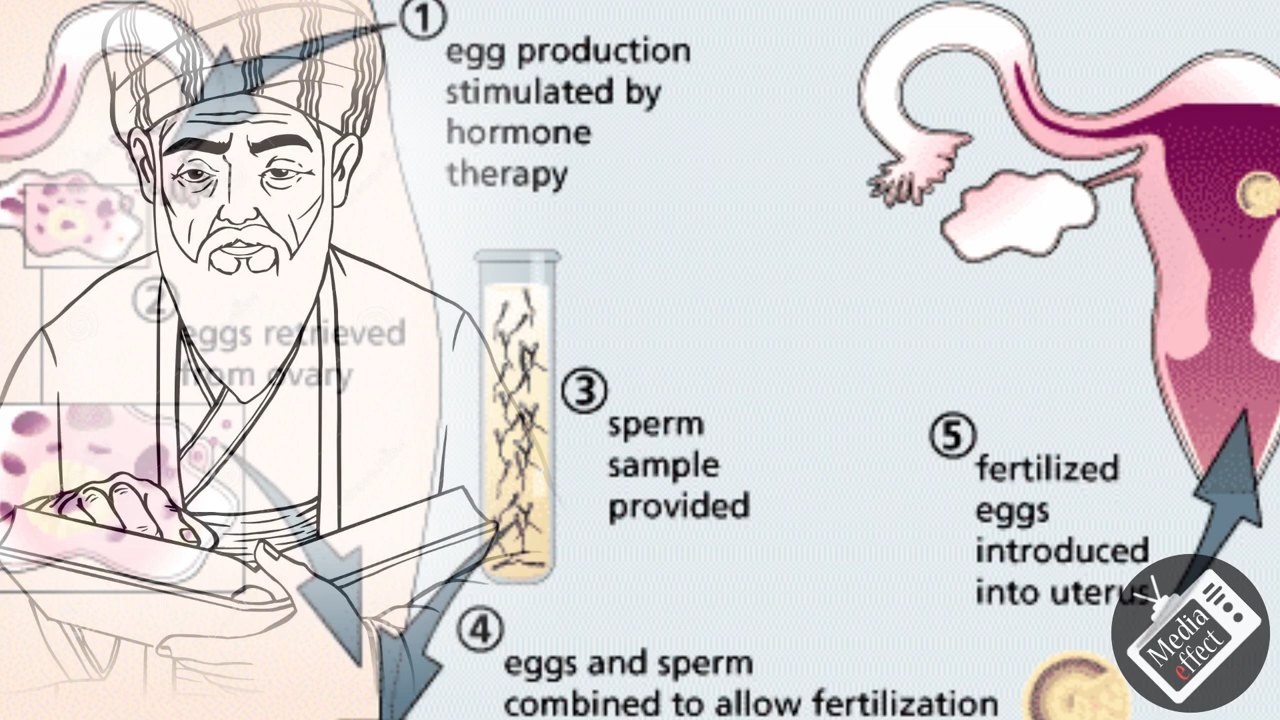 ①
egg production
stimulated by
hormone
therapy
②
eggs retrieved
from ovary
③
sperm
sample
provided
④
eggs and sperm
combined to allow fertilization
⑤
fertilized
eggs
introduced
into uterus
Media
effect